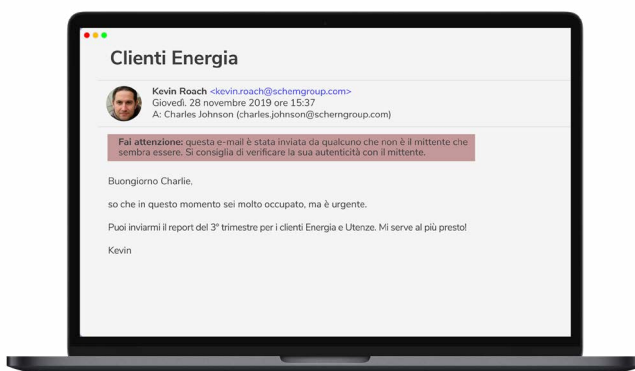 Clienti Energia
Kevin Roach <kevin.roach@schemgroup.com>
Giovedì. 28 novembre 2019 ore 15:37
A: Charles Johnson (charles.johnson@scherngroup.com)
Fai attenzione: questa e-mail è stata inviata da qualcuno che non è il mittente che
sembra essere. Si consiglia di verificare la sua autenticità con il mittente.
Buongiorno Charlie,
so che in questo momento sei molto occupato, ma è urgente.
Puoi inviarmi il report del 3° trimestre per i clienti Energia e Utenze. Mi serve al più presto!
Kevin